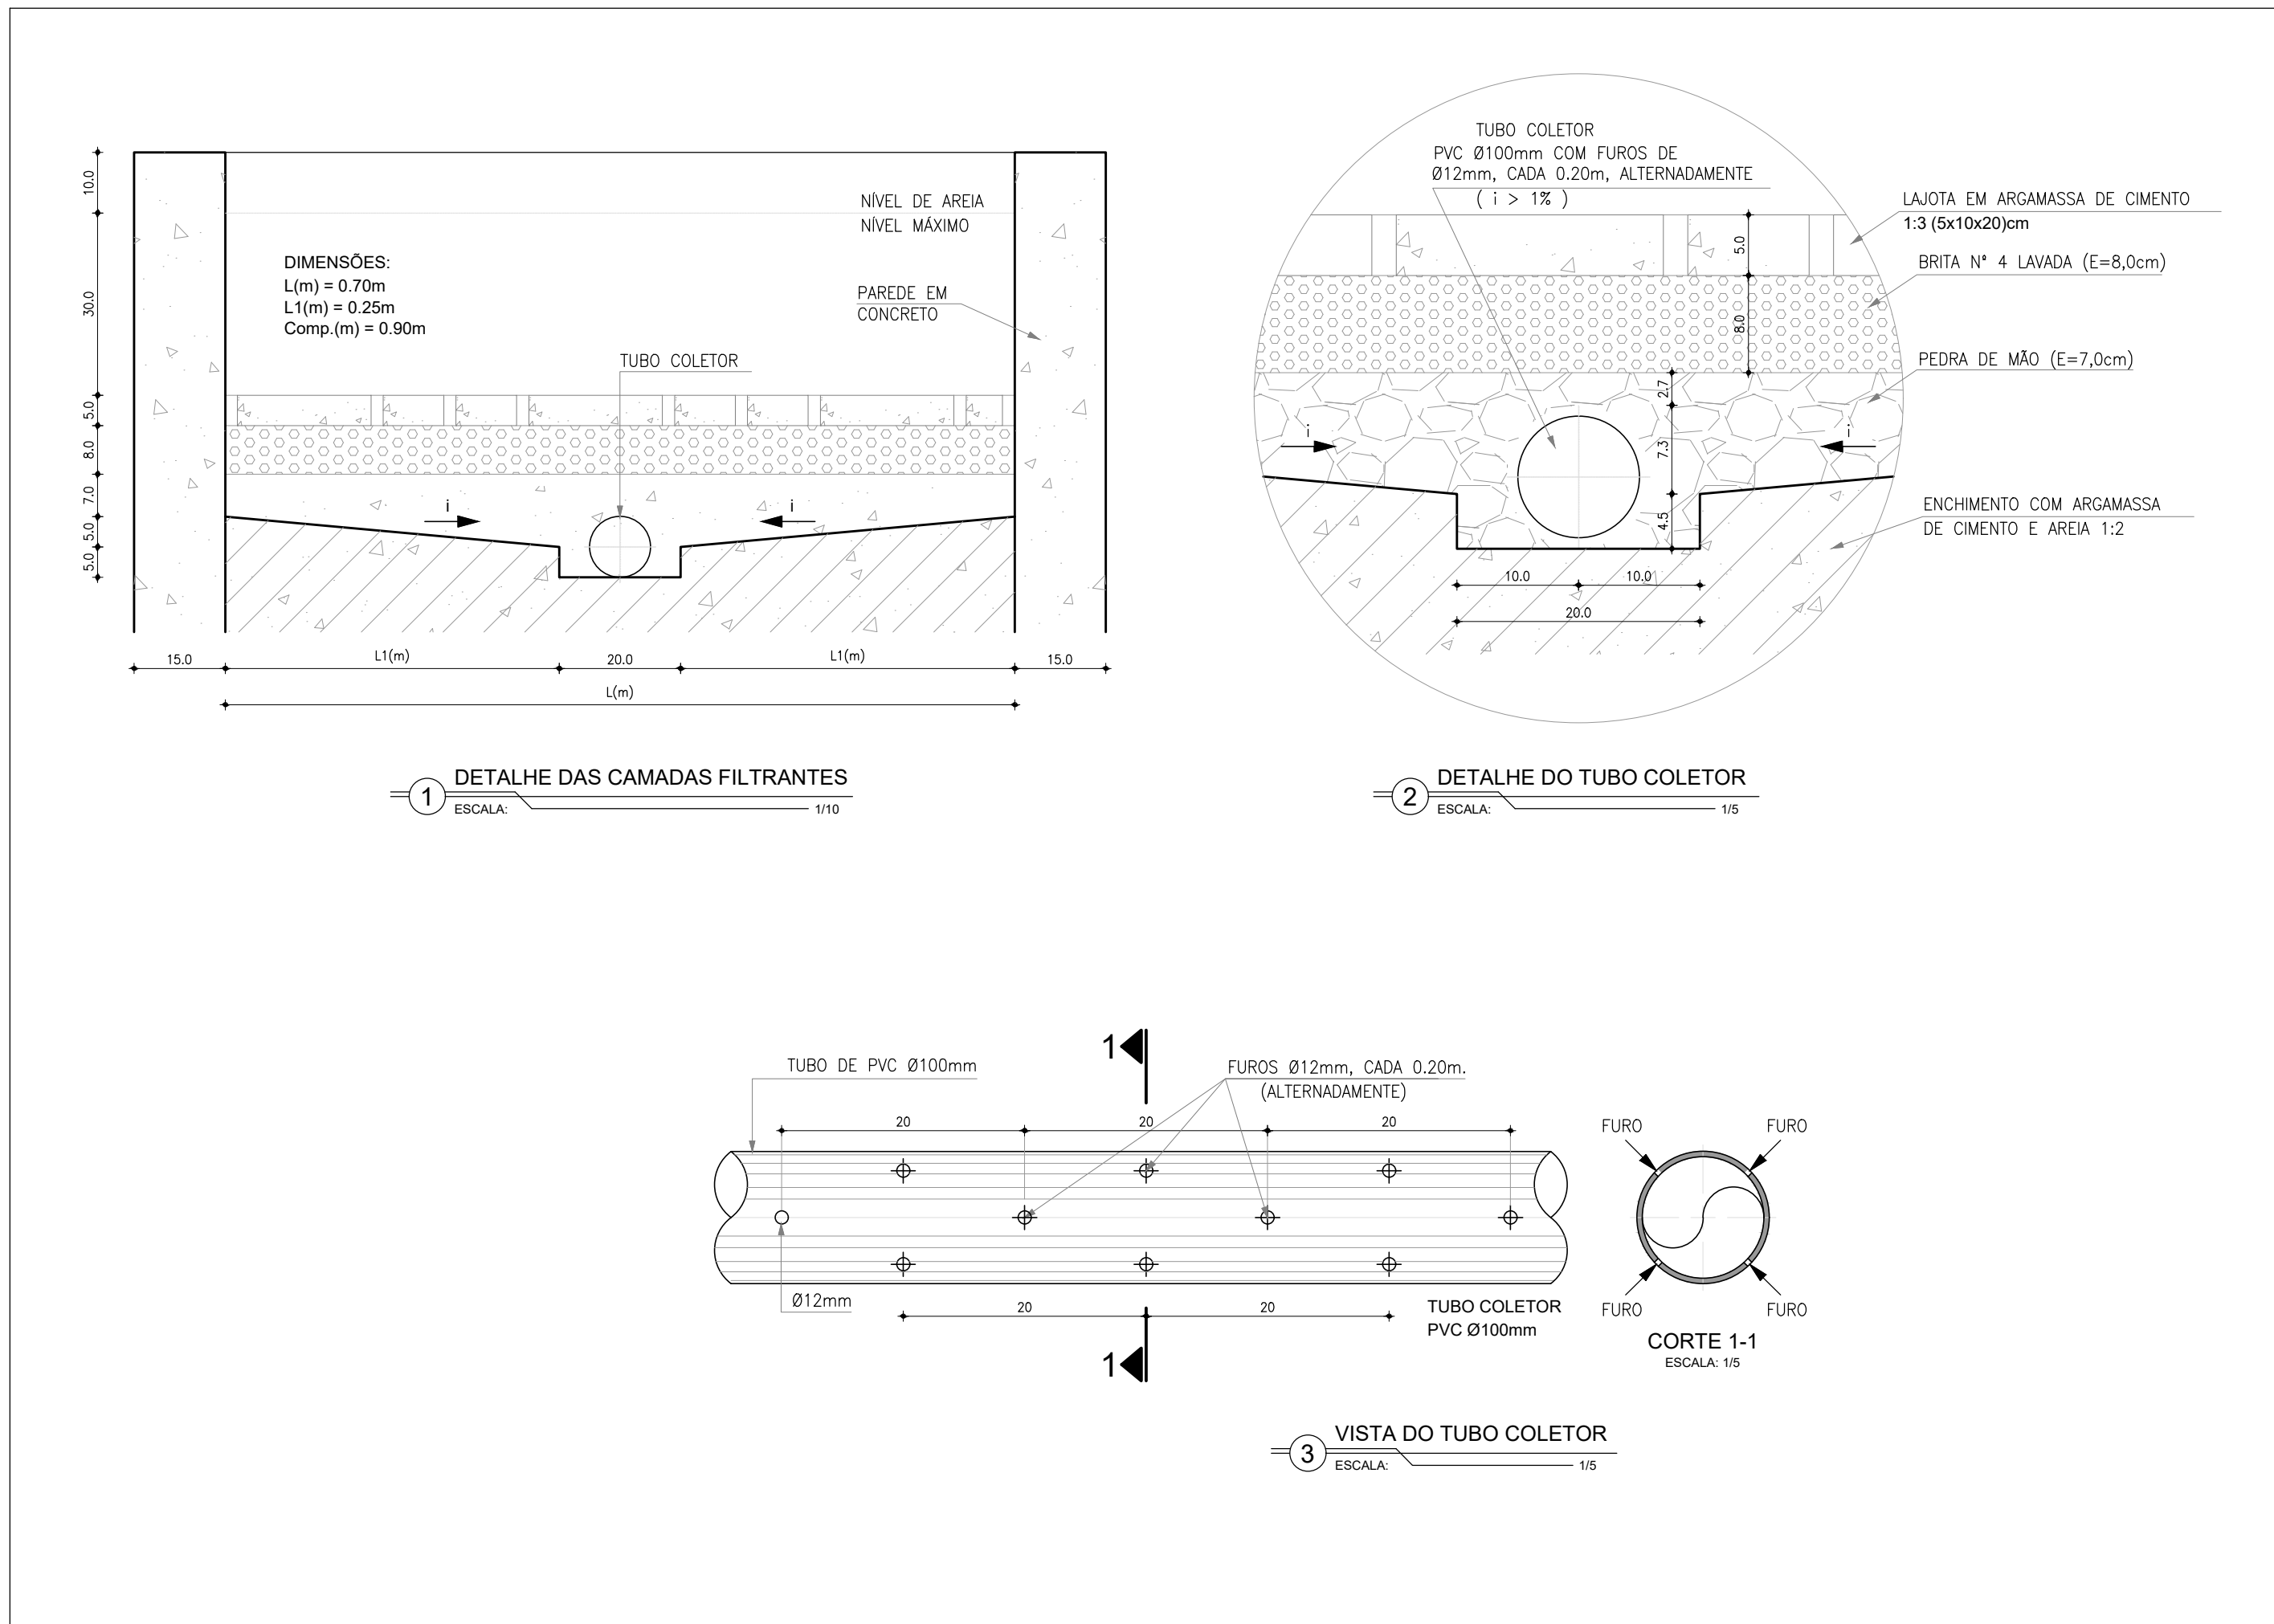 10.0
30.0
5.0
8.0
7.0
5.0
5.0
NÍVEL DE AREIA
NÍVEL MÁXIMO
DIMENSÕES:
L(m) = 0.70m
L1(m) = 0.25m
Comp.(m) = 0.90m
PAREDE EM
CONCRETO
TUBO COLETOR
i
i
15.0
L1(m)
20.0
L1(m)
15.0
L(m)
1
DETALHE DAS CAMADAS FILTRANTES
ESCALA: 1/10
TUBO COLETOR
PVC Ø100mm COM FUROS DE
Ø12mm, CADA 0.20m, ALTERNADAMENTE
( i > 1% )
LAJOTA EM ARGAMASSA DE CIMENTO
1:3 (5x10x20)cm
BRITA N° 4 LAVADA (E=8,0cm)
PEDRA DE MÃO (E=7,0cm)
ENCHIMENTO COM ARGAMASSA
DE CIMENTO E AREIA 1:2
5.0
8.0
2.7
7.3
4.5
i
i
10.0
10.0
20.0
2
DETALHE DO TUBO COLETOR
ESCALA: 1/5
1
TUBO DE PVC Ø100mm
FUROS Ø12mm, CADA 0.20m.
(ALTERNADAMENTE)
20
20
20
Ø12mm
20
20
1
TUBO COLETOR
PVC Ø100mm
FURO
FURO
FURO
FURO
CORTE 1-1
ESCALA: 1/5
3
VISTA DO TUBO COLETOR
ESCALA: 1/5